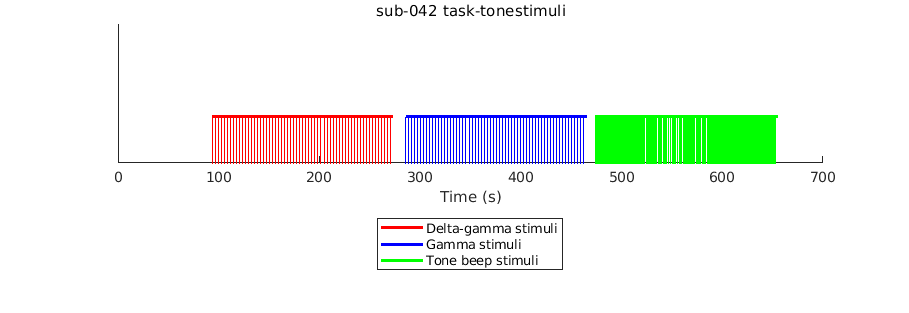 sub-042 task-tonestimuli
0 100 200 300 400 500 600 700
Time (s)
Delta-gamma stimuli
Gamma stimuli
Tone beep stimuli